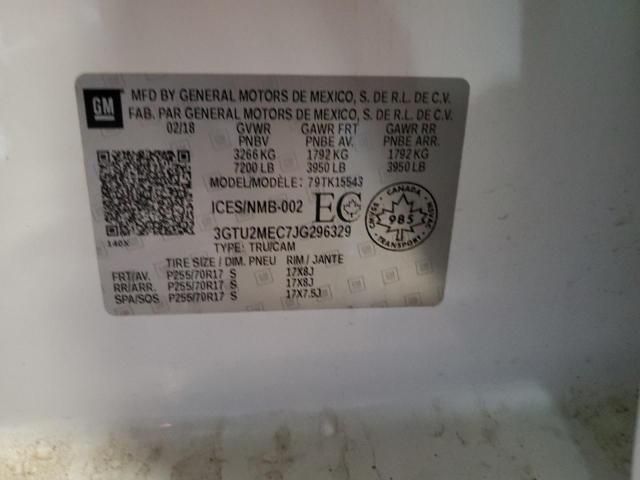 GM
MFD BY GENERAL MOTORS DE MEXICO, S. DE R.L. DE C.V.
FAB. PAR GENERAL MOTORS DE MEXICO, S. DE R.L. DE C.V.
02/18 GVWR GAWR FRT GAWR RR
PNBV PNBE AV. PNBE ARR.
3266 KG 1792 KG 1792 KG
7200 LB 3950 LB 3950 LB
MODEL/MODÈLE: 79TK15543
140X
ICES/NMB-002 EC
CANADA
985
TRANSPORT
3GTU2MEC7JG296329
TYPE: TRU/CAM
TIRE SIZE / DIM. PNEU RIM / JANTE
FRT/AV. P255/70R17 S 17X8J
RR/ARR. P255/70R17 S 17X8J
SPA/SOS P255/70R17 S 17X7.5J